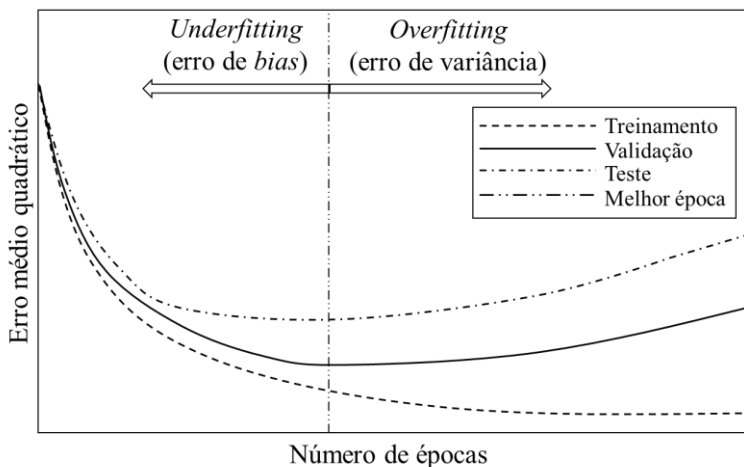 Underfitting
(erro de bias)
Overfitting
(erro de variância)
Treinamento
Validação
Teste
Melhor época
Erro médio quadrático
Número de épocas